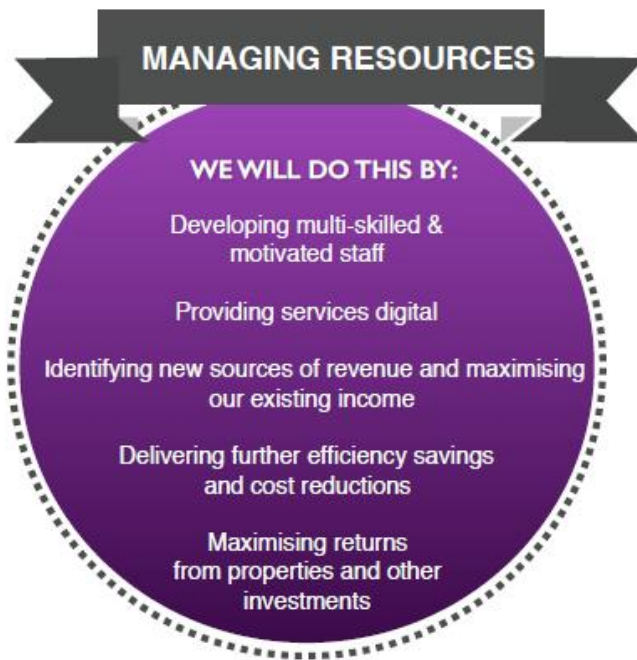 MANAGING RESOURCES
WE WILL DO THIS BY:
Developing multi-skilled &
motivated staff
Providing services digital
Identifying new sources of revenue and maximising
our existing income
Delivering further efficiency savings
and cost reductions
Maximising returns
from properties and other
investments